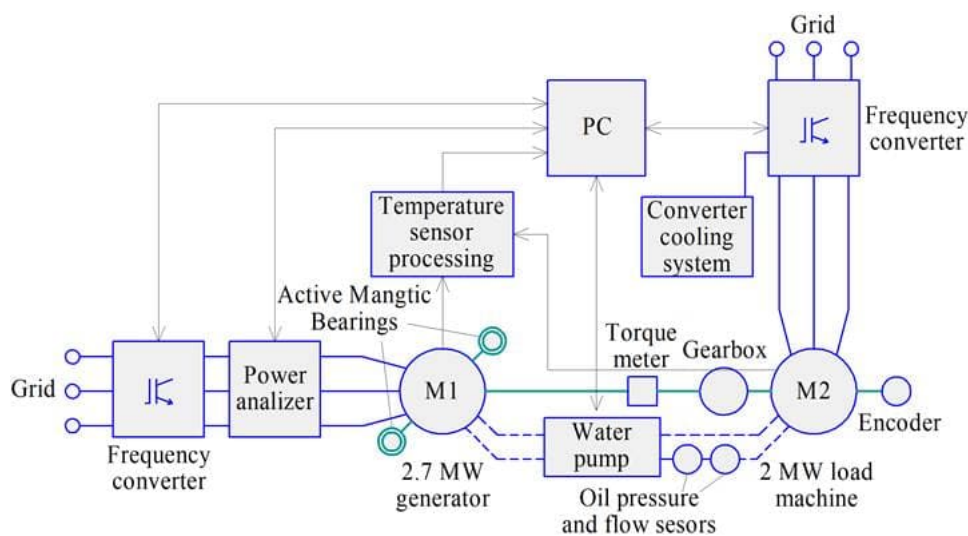 Grid
PC
Frequency
converter
Temperature
sensor
processing
Converter
cooling
system
Active Mangtic
Bearings
Torque
meter
Gearbox
Grid
Power
analizer
M1
M2
Encoder
Frequency
converter
2.7 MW
generator
Water
pump
Oil pressure
and flow sesors
2 MW load
machine